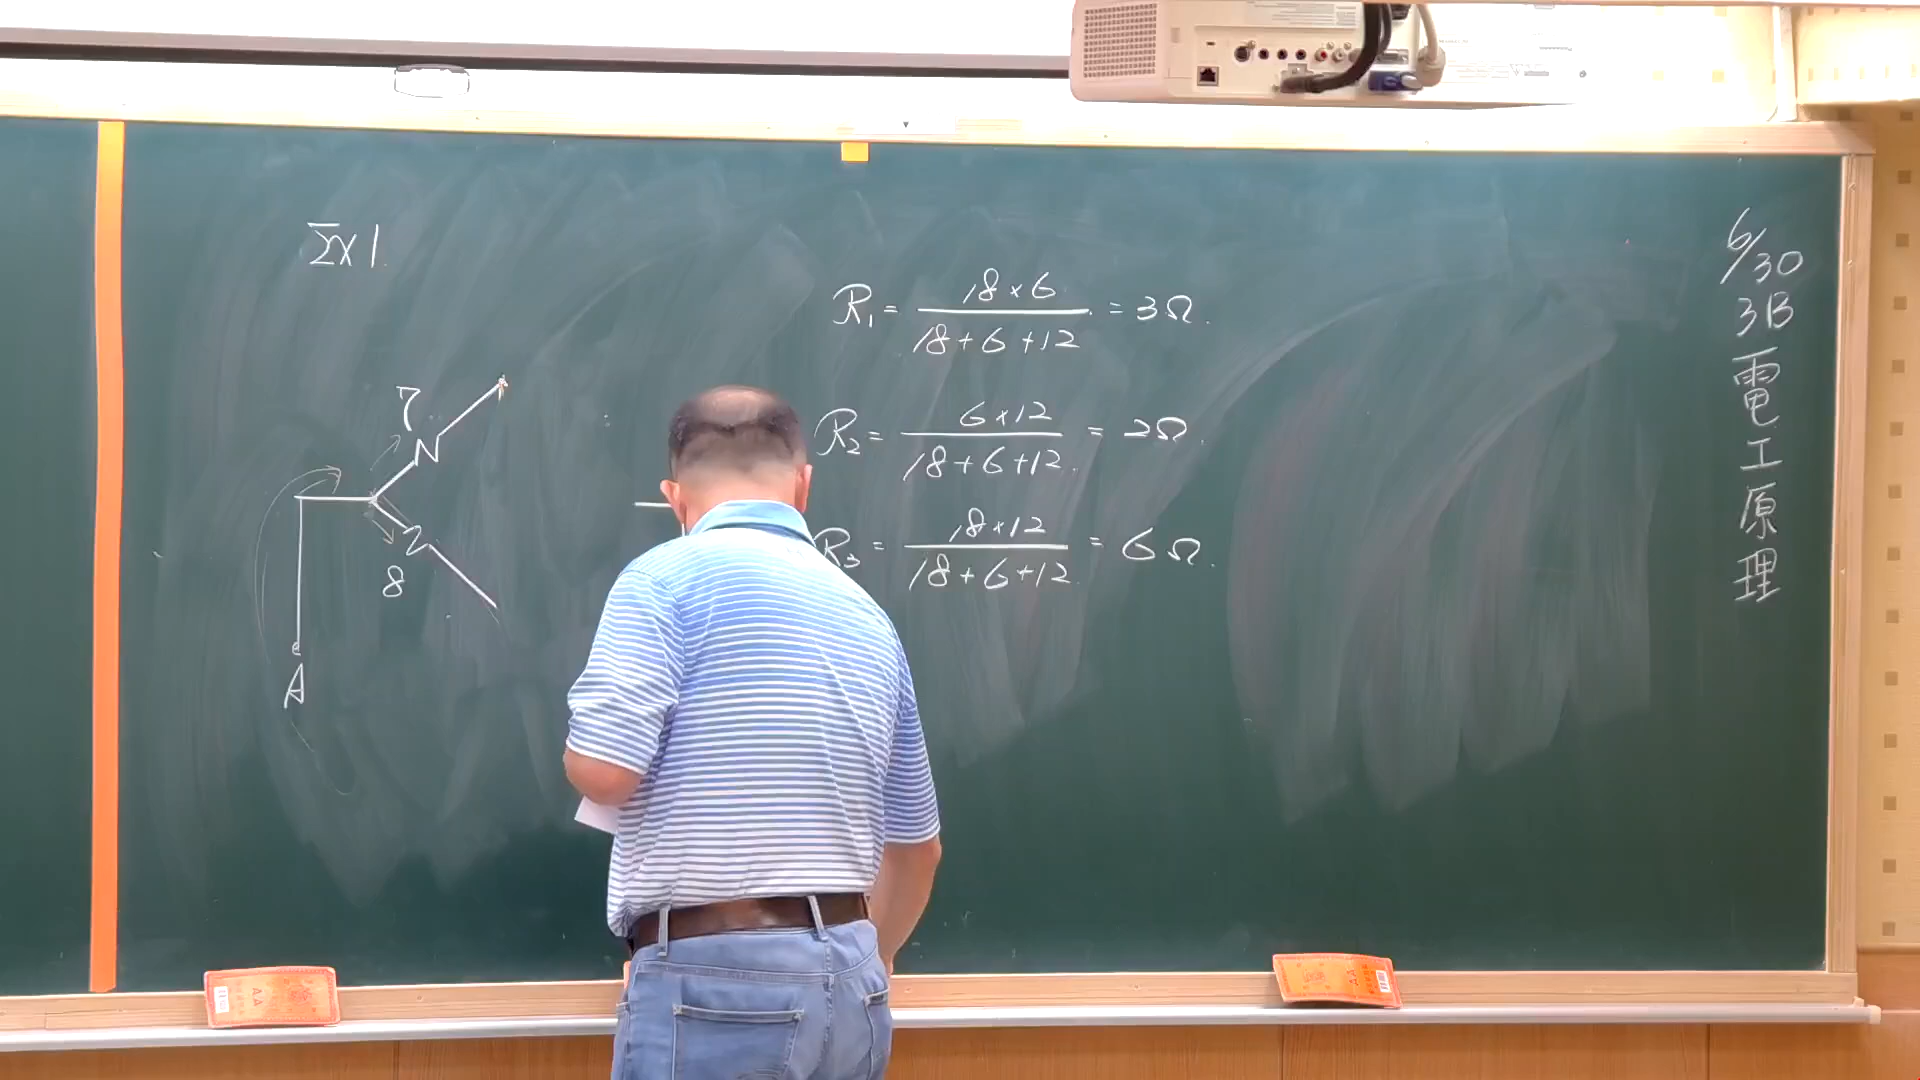 Ex 1.
7
8
A
R₁ = 18×6 / 18+6+12 = 3Ω.
R₂ = 6×12 / 18+6+12 = 2Ω.
R₃ = 18×12 / 18+6+12 = 6Ω.
6/30
3B
電工原理